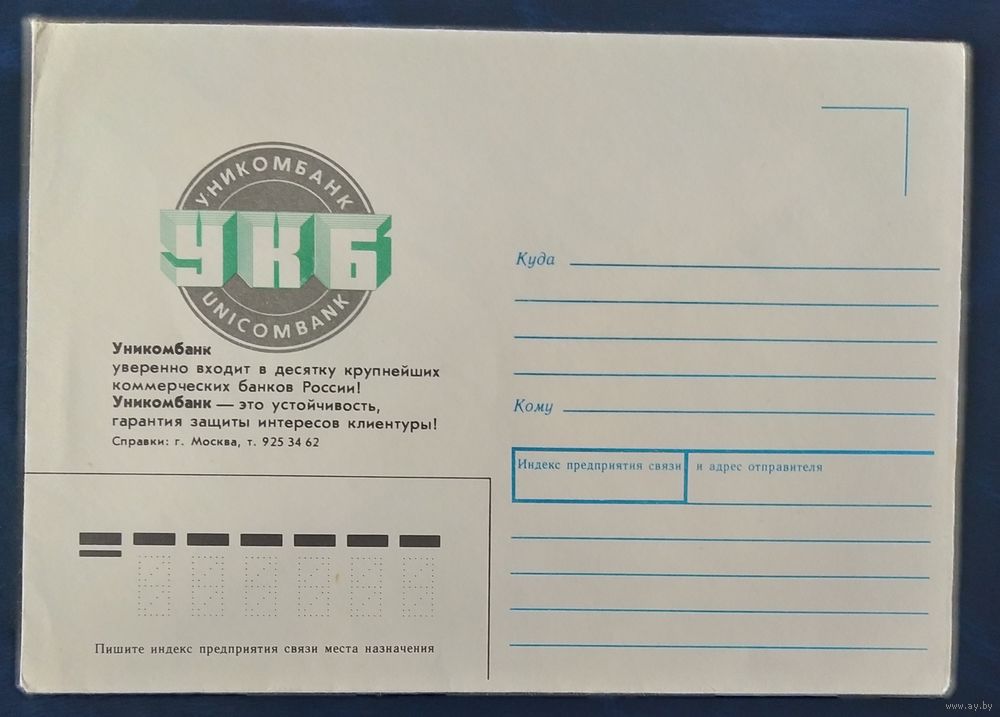 УНИКОМБАНК
УКБ
UNICOMBANK
Уникомбанк
уверенно входит в десятку крупнейших
коммерческих банков России!
Уникомбанк — это устойчивость,
гарантия защиты интересов клиентуры!
Справки: г. Москва, т. 925 34 62
Пишите индекс предприятия связи места назначения
Куда
Кому
Индекс предприятия связи и адрес отправителя
www.ay.by